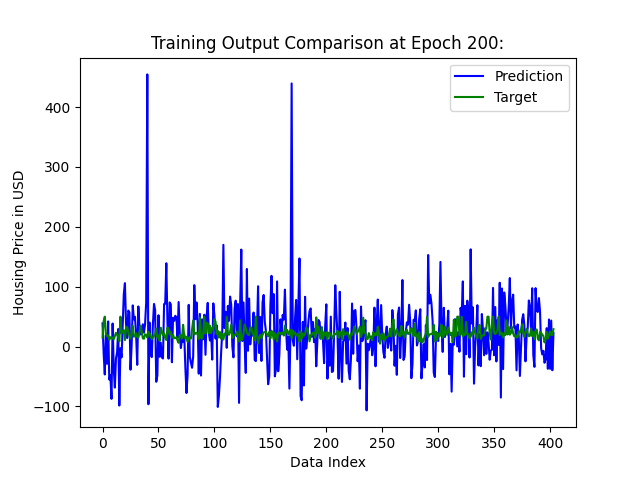 Training Output Comparison at Epoch 200:
Prediction
Target
Housing Price in USD
400
300
200
100
0
−100
0 50 100 150 200 250 300 350 400
Data Index